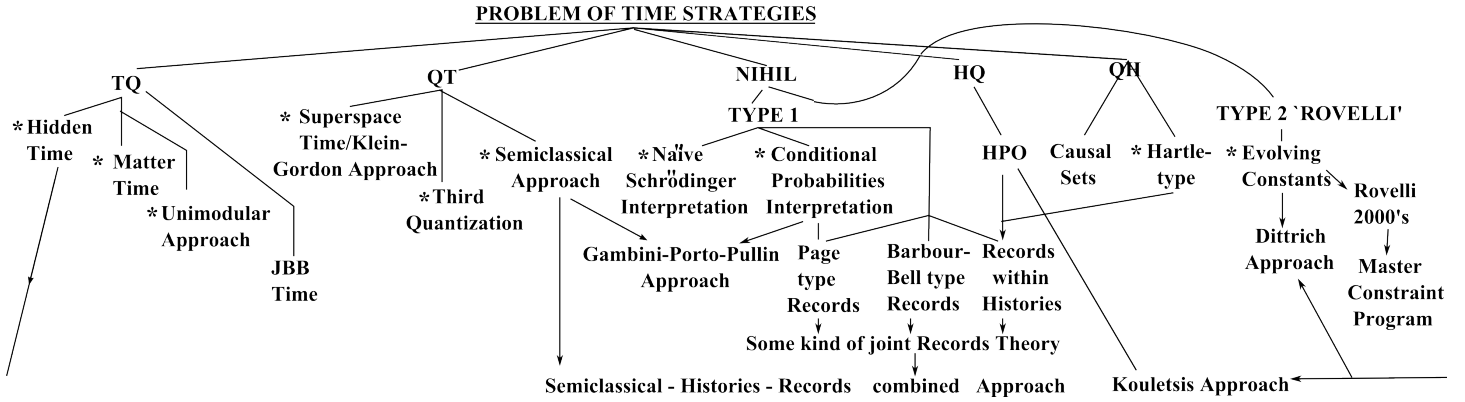 PROBLEM OF TIME STRATEGIES
TQ
QT
NIHIL
HQ
QH
TYPE 2 `ROVELLI'
TYPE 1
* Hidden
Time
* Matter
Time
* Unimodular
Approach
JBB
Time
* Superspace
Time/Klein-
Gordon Approach
* Third
Quantization
* Semiclassical
Approach
* Naïve
Schrödinger
Interpretation
* Conditional
Probabilities
Interpretation
HPO
Causal
Sets
* Hartle-
type
* Evolving
Constants
Rovelli
2000's
Gambini-Porto-Pullin
Approach
Page
type
Records
Barbour-
Bell type
Records
Records
within
Histories
Dittrich
Approach
Master
Constraint
Program
Some kind of joint Records Theory
Semiclassical - Histories - Records combined Approach
Kouletsis Approach